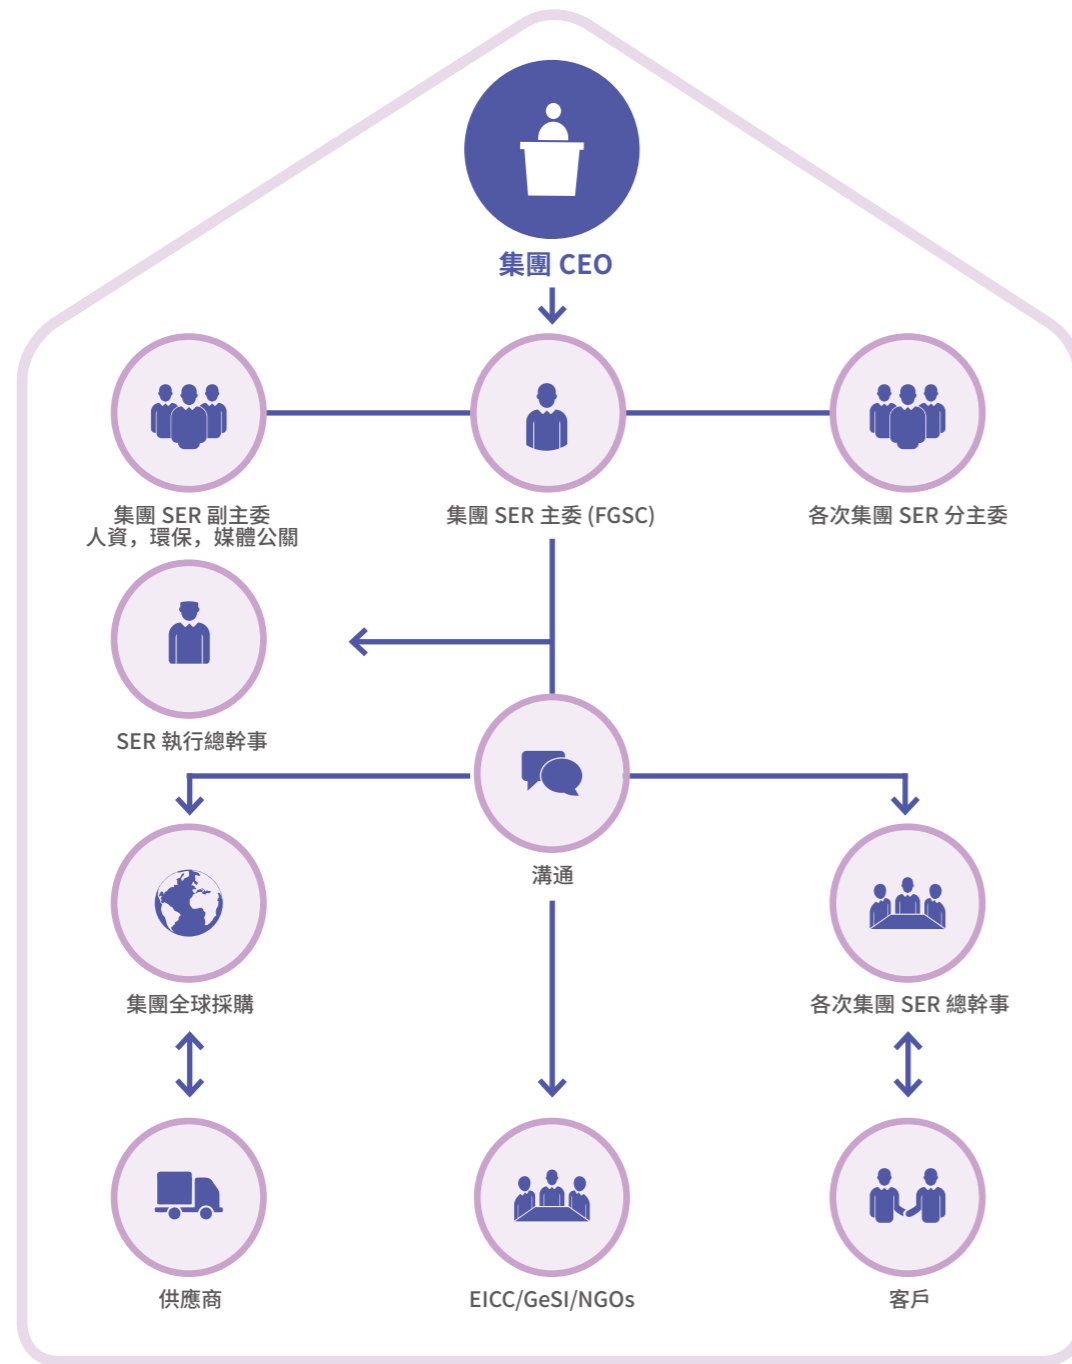 集團 CEO
集團 SER 副主委
人資，環保，媒體公關
集團 SER 主委 (FGSC)
各次集團 SER 分主委
SER 執行總幹事
溝通
集團全球採購
各次集團 SER 總幹事
供應商
EICC/GeSI/NGOs
客戶